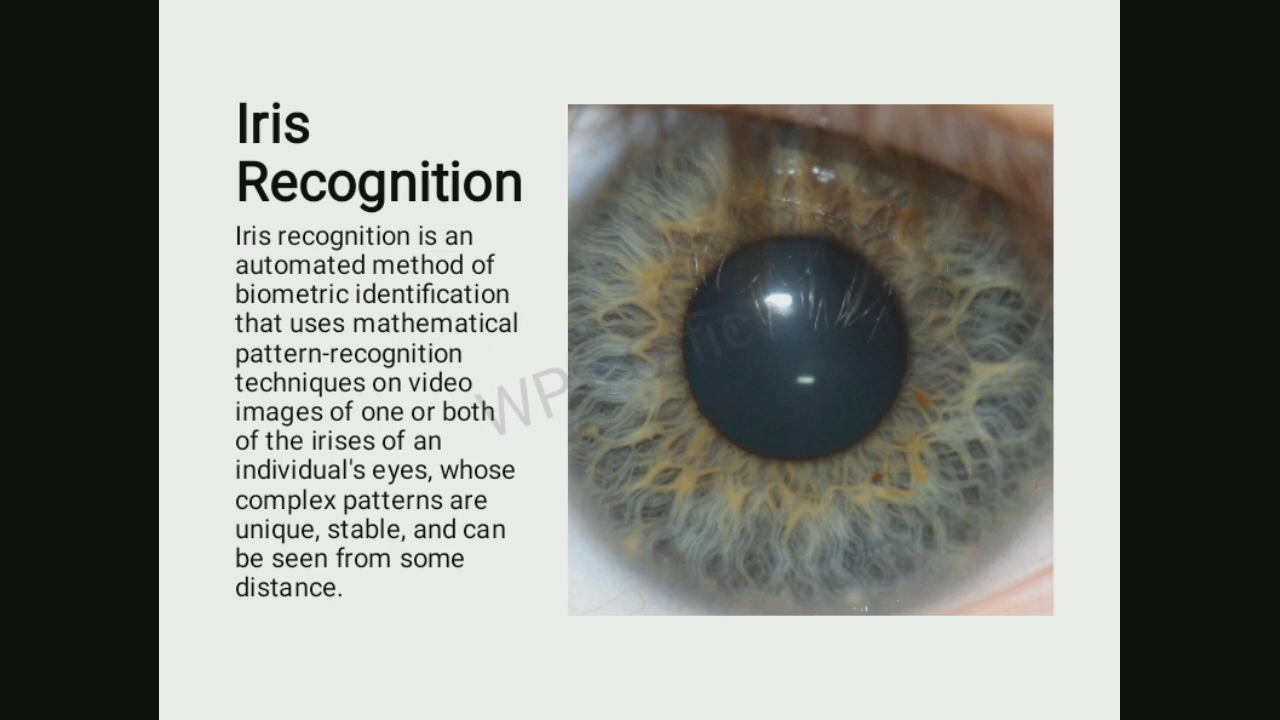 Iris
Recognition
Iris recognition is an
automated method of
biometric identification
that uses mathematical
pattern-recognition
techniques on video
images of one or both
of the irises of an
individual's eyes, whose
complex patterns are
unique, stable, and can
be seen from some
distance.